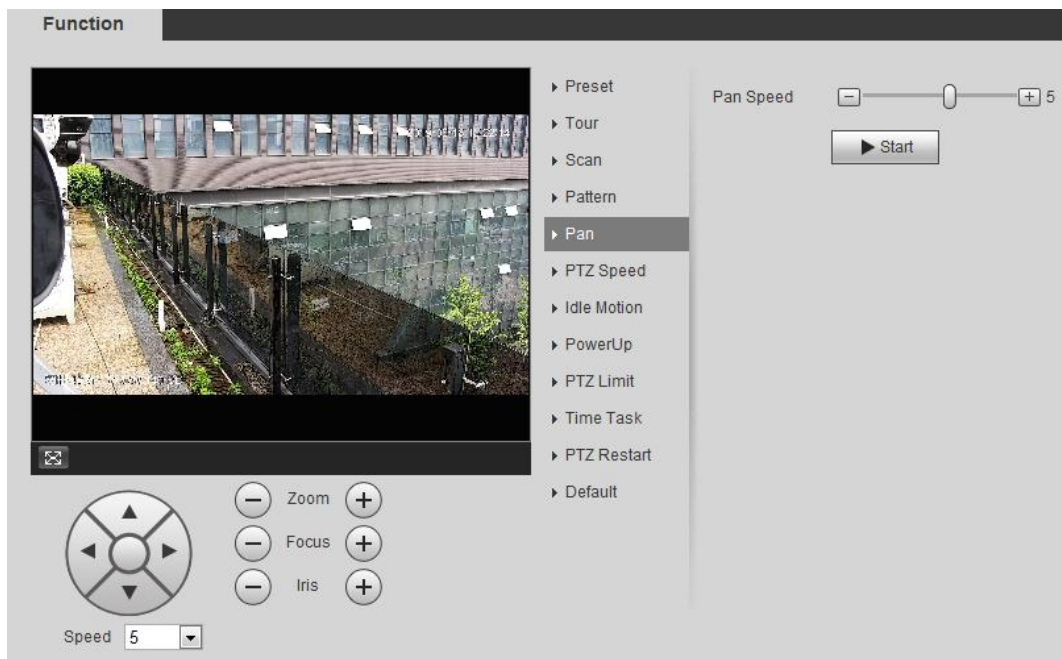 Function
Preset
Tour
Scan
Pattern
Pan
PTZ Speed
Idle Motion
PowerUp
PTZ Limit
Time Task
PTZ Restart
Default
Pan Speed 5
Start
Zoom
Focus
Iris
Speed 5